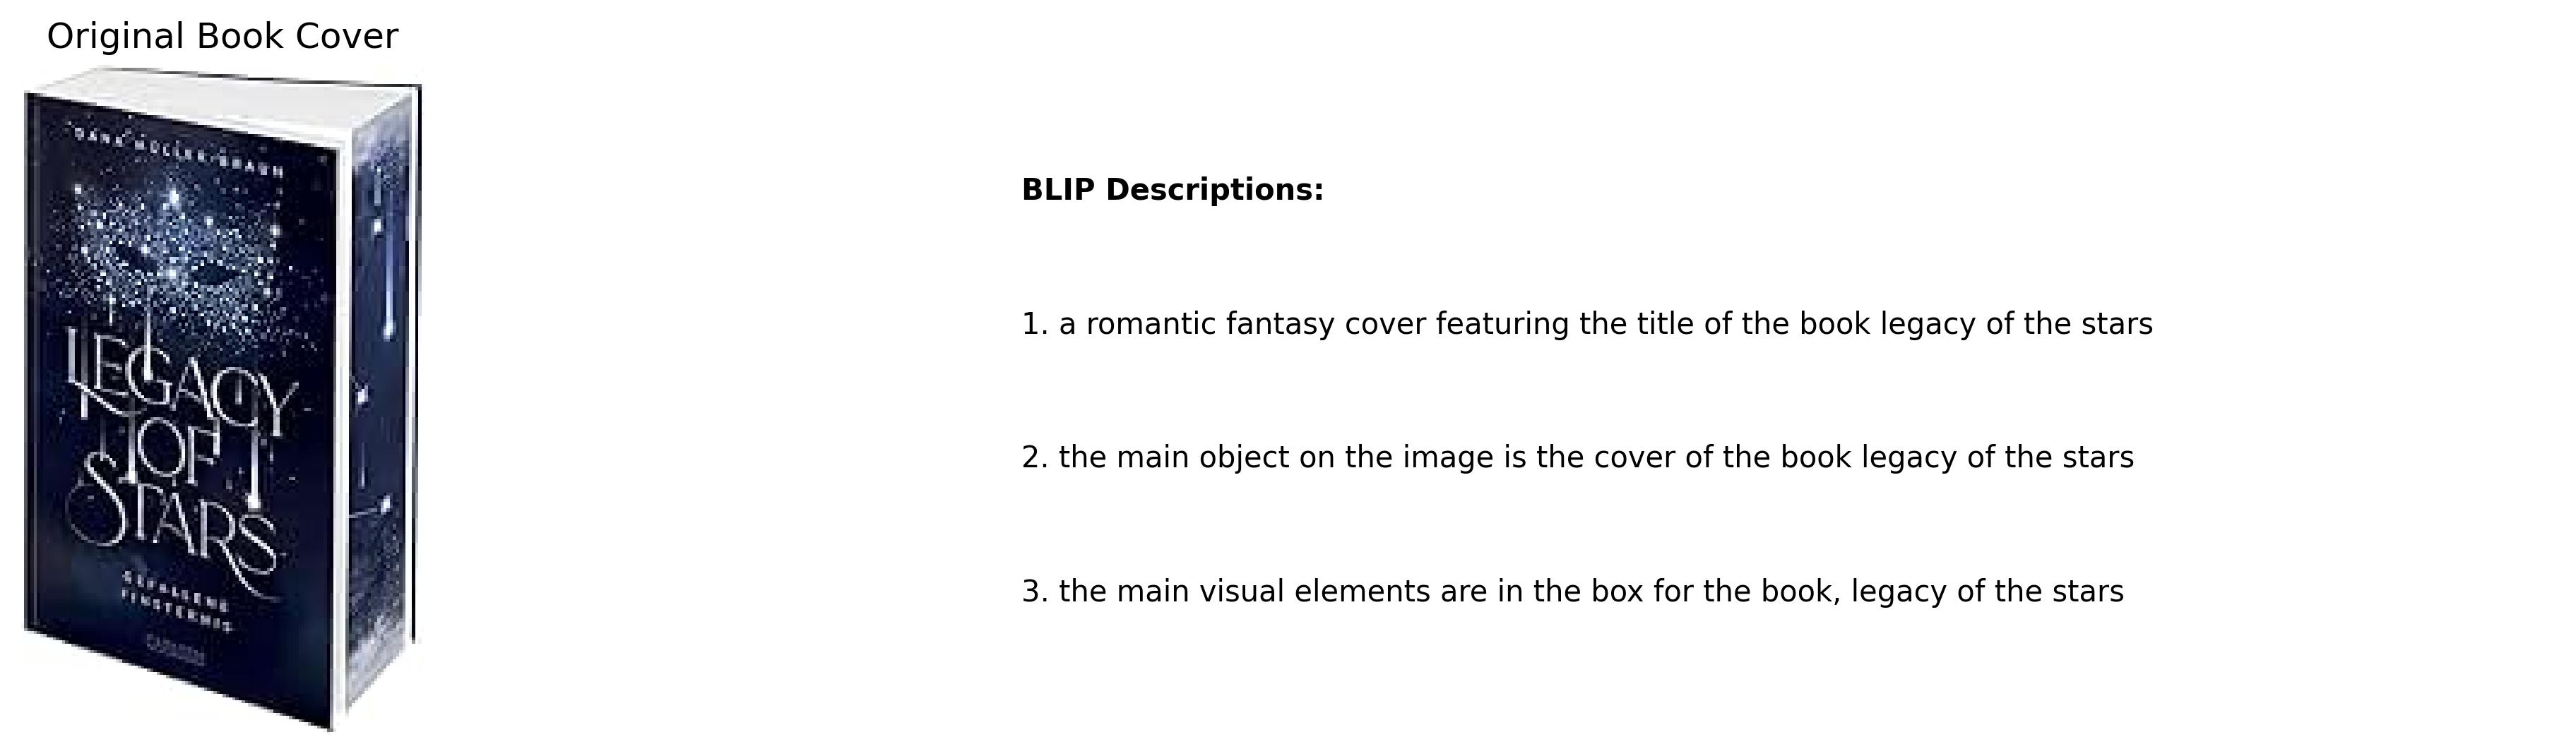 Original Book Cover
DANA MÜLLER-BRAUN
LEGACY
OF
STARS
GEFALLENE
FINSTERNIS
BLIP Descriptions:
1. a romantic fantasy cover featuring the title of the book legacy of the stars
2. the main object on the image is the cover of the book legacy of the stars
3. the main visual elements are in the box for the book, legacy of the stars